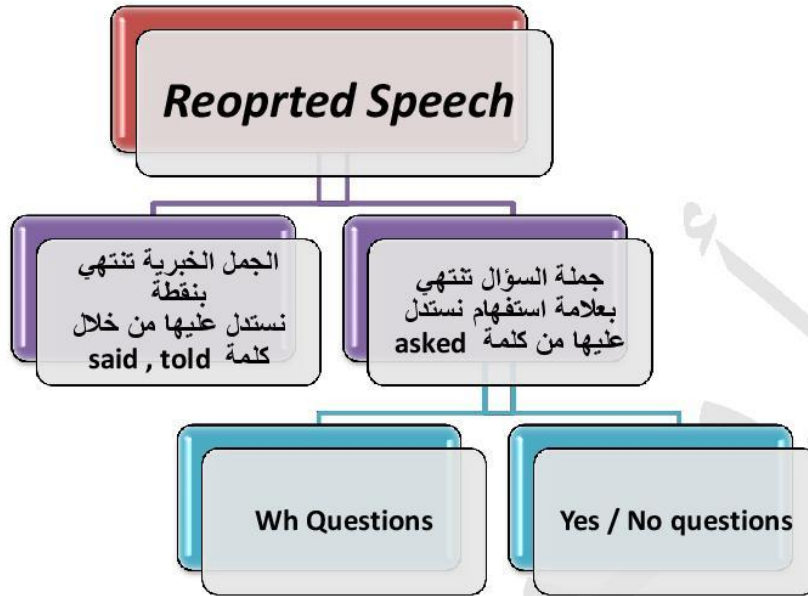 Reoprted Speech
الجمل الخبرية تنتهي
بنقطة
نستدل عليها من خلال
كلمة said , told
جملة السؤال تنتهي
بعلامة استفهام نستدل
عليها من كلمة asked
Wh Questions
Yes / No questions